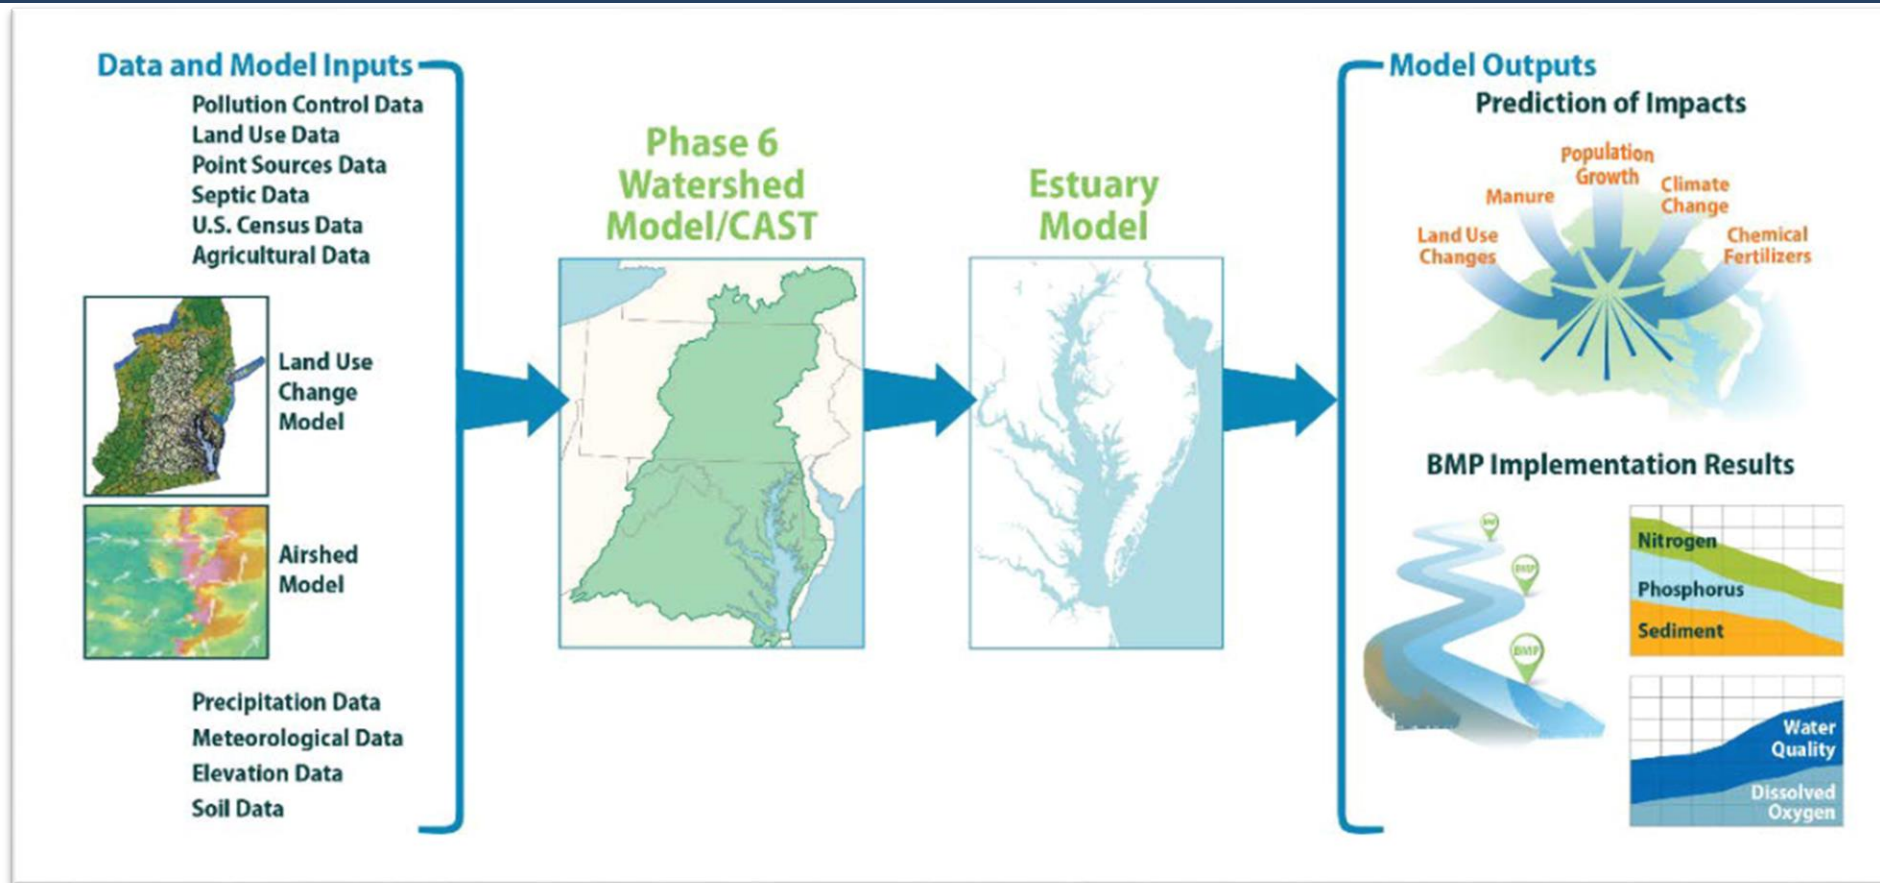 Data and Model Inputs
Pollution Control Data
Land Use Data
Point Sources Data
Septic Data
U.S. Census Data
Agricultural Data
Land Use
Change
Model
Airshed
Model
Precipitation Data
Meteorological Data
Elevation Data
Soil Data
Phase 6
Watershed
Model/CAST
Estuary
Model
Model Outputs
Prediction of Impacts
Land Use
Changes
Manure
Population
Growth
Climate
Change
Chemical
Fertilizers
BMP Implementation Results
BMP
BMP
BMP
Nitrogen
Phosphorus
Sediment
Water
Quality
Dissolved
Oxygen